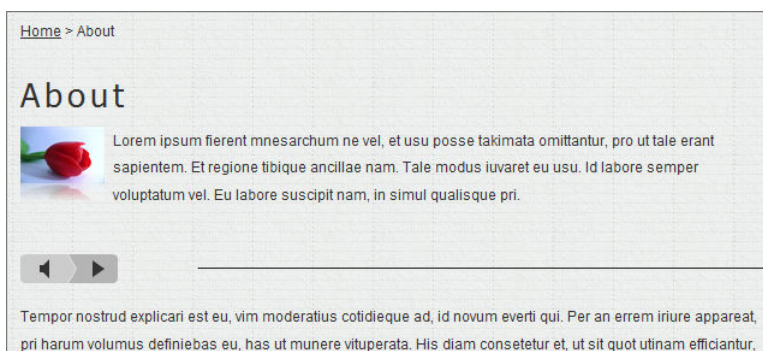 Home > About
About
Lorem ipsum fierent mnesarchum ne vel, et usu posse takimata omittantur, pro ut tale erant
sapientem. Et regione tibique ancillae nam. Tale modus iuvaret eu usu. Id labore semper
voluptatum vel. Eu labore suscipit nam, in simul qualisque pri.
Tempor nostrud explicari est eu, vim moderatius cotidieque ad, id novum everti qui. Per an errem iriure appareat,
pri harum volumus definiebas eu, has ut munere vituperata. His diam consetetur et, ut sit quot utinam efficiantur,